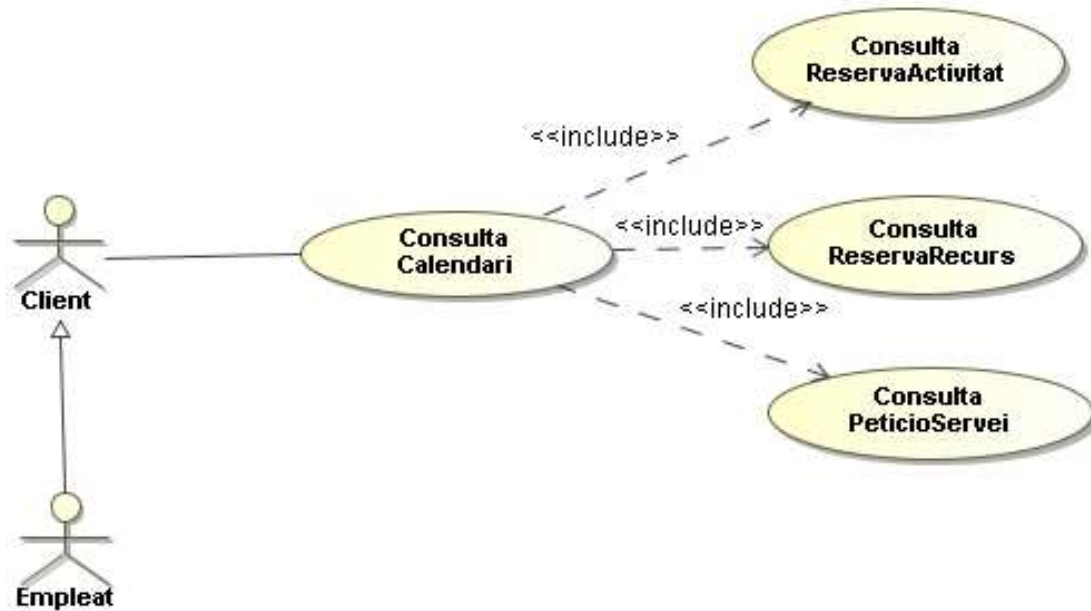 Consulta
ReservaActivitat
<<include>>
Consulta
Calendari
<<include>>
Consulta
ReservaRecurs
Client
<<include>>
Consulta
PeticioServei
Empleat